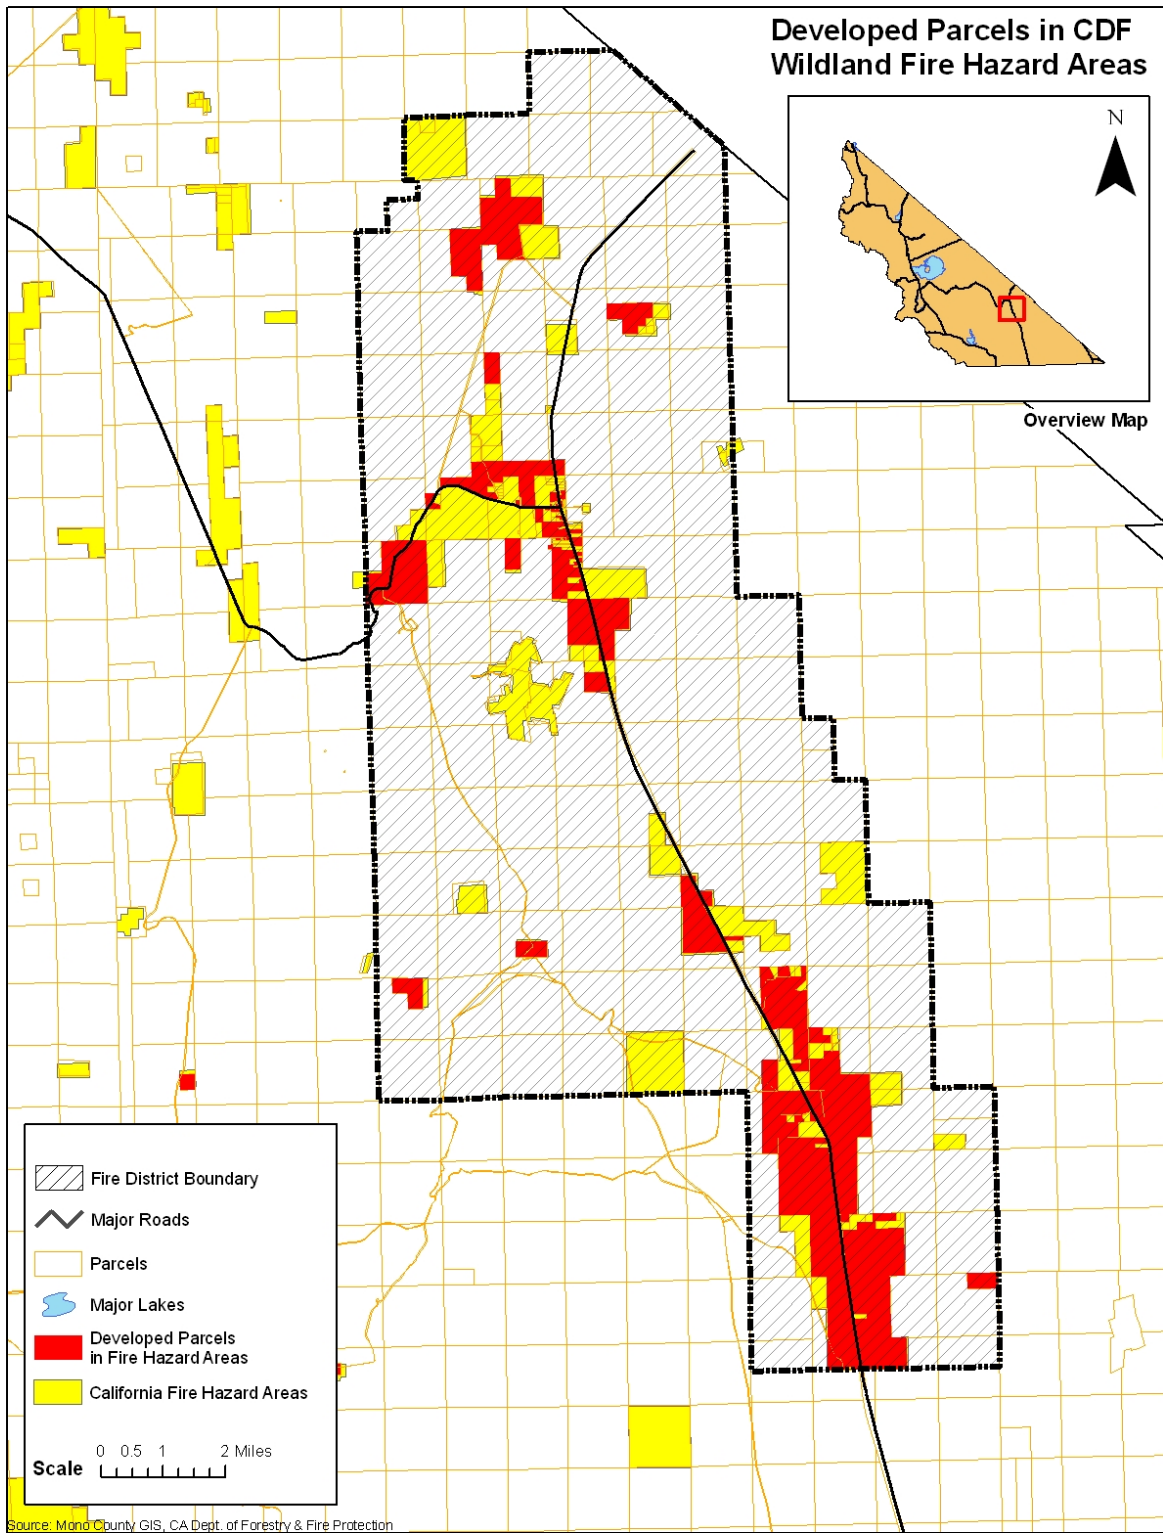 Developed Parcels in CDF
Wildland Fire Hazard Areas
N
Overview Map
Fire District Boundary
Major Roads
Parcels
Major Lakes
Developed Parcels
in Fire Hazard Areas
California Fire Hazard Areas
0 0.5 1 2 Miles
Scale
Source: Mono County GIS, CA Dept. of Forestry & Fire Protection